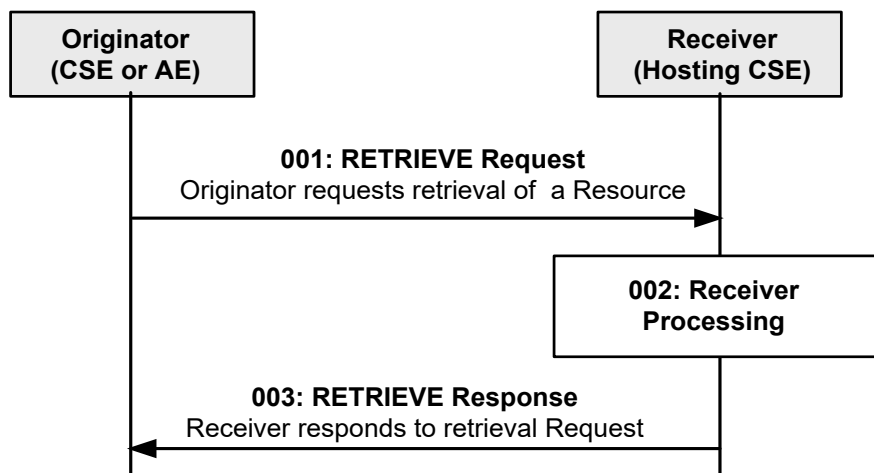 Originator
(CSE or AE)
Receiver
(Hosting CSE)
001: RETRIEVE Request
Originator requests retrieval of  a Resource
002: Receiver
Processing
003: RETRIEVE Response
Receiver responds to retrieval Request